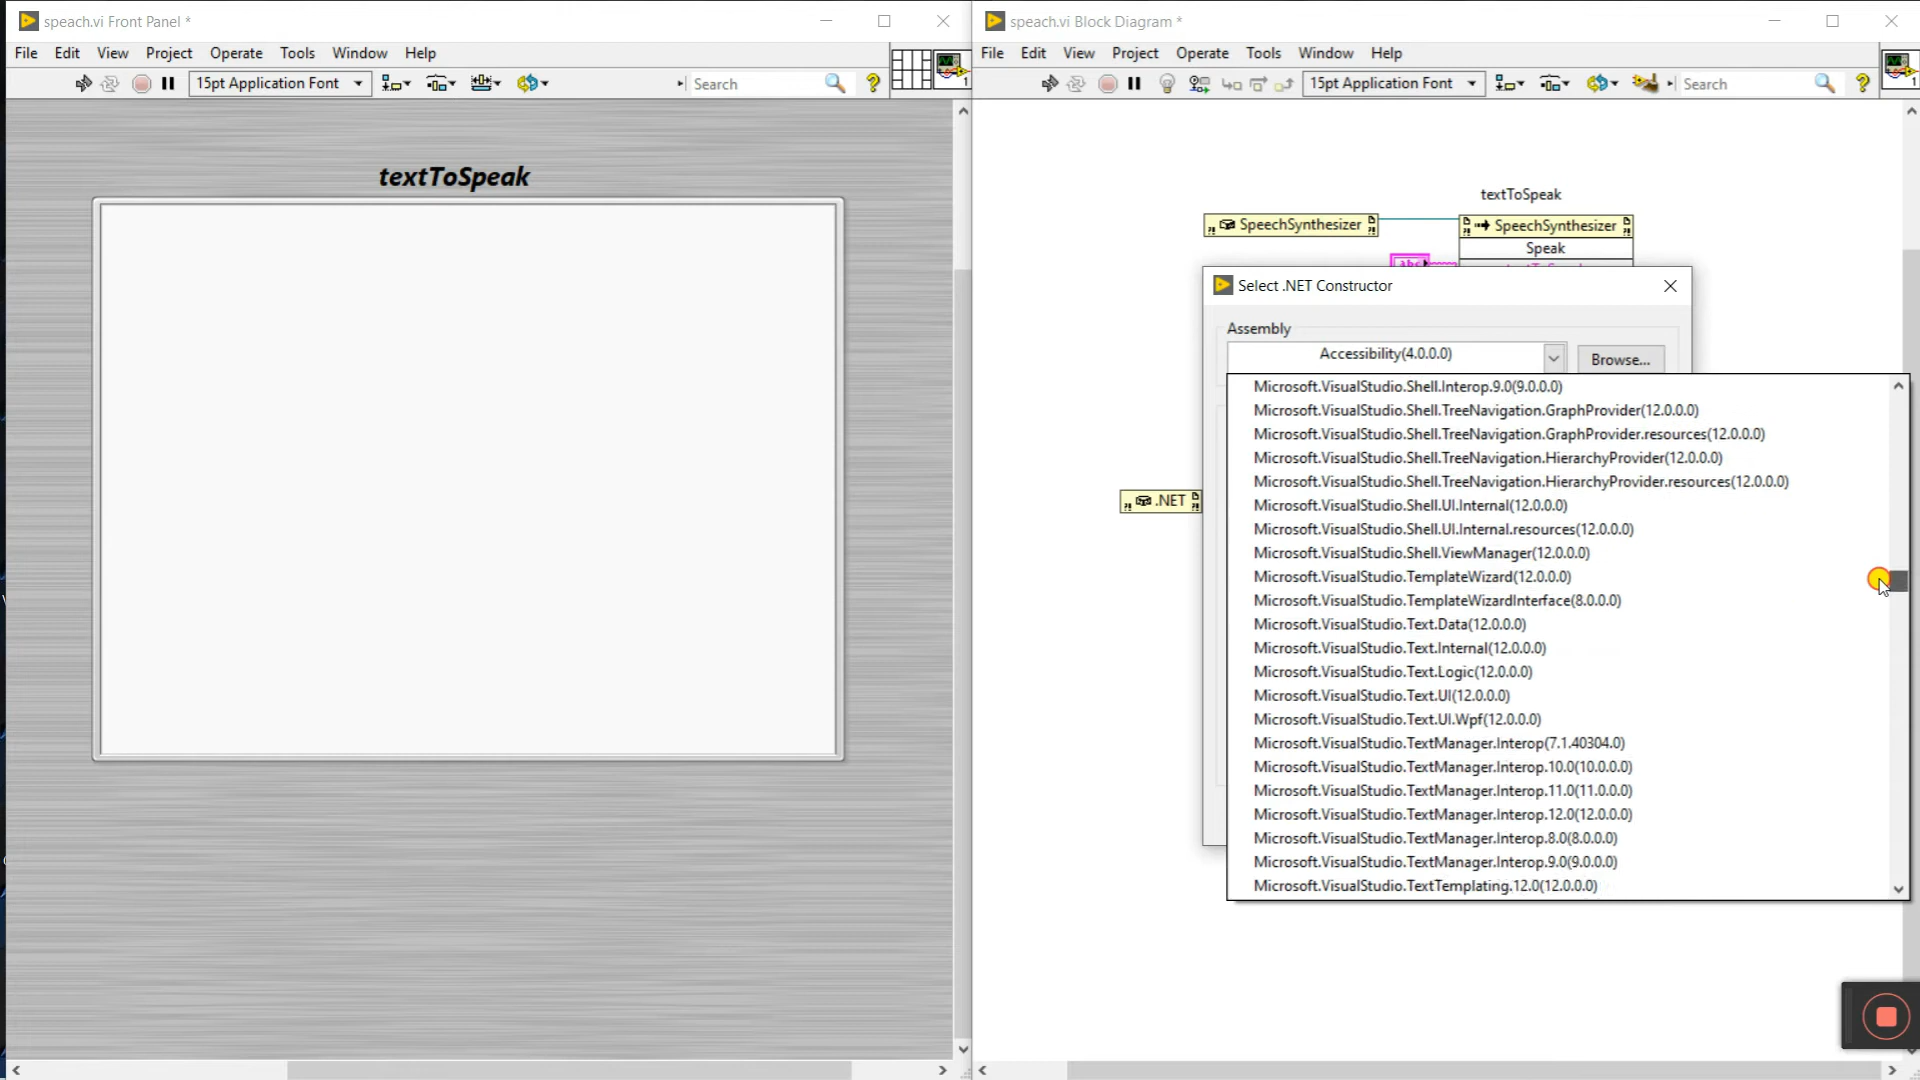 speach.vi Front Panel *
File Edit View Project Operate Tools Window Help
15pt Application Font
Search
1
textToSpeak
speach.vi Block Diagram *
File Edit View Project Operate Tools Window Help
15pt Application Font
Search
1
textToSpeak
SpeechSynthesizer
SpeechSynthesizer
Speak
abc
textToSpeak
.NET
Select .NET Constructor
Assembly
Accessibility(4.0.0.0)
Browse...
Microsoft.VisualStudio.Shell.Interop.9.0(9.0.0.0)
Microsoft.VisualStudio.Shell.TreeNavigation.GraphProvider(12.0.0.0)
Microsoft.VisualStudio.Shell.TreeNavigation.GraphProvider.resources(12.0.0.0)
Microsoft.VisualStudio.Shell.TreeNavigation.HierarchyProvider(12.0.0.0)
Microsoft.VisualStudio.Shell.TreeNavigation.HierarchyProvider.resources(12.0.0.0)
Microsoft.VisualStudio.Shell.UI.Internal(12.0.0.0)
Microsoft.VisualStudio.Shell.UI.Internal.resources(12.0.0.0)
Microsoft.VisualStudio.Shell.ViewManager(12.0.0.0)
Microsoft.VisualStudio.TemplateWizard(12.0.0.0)
Microsoft.VisualStudio.TemplateWizardInterface(8.0.0.0)
Microsoft.VisualStudio.Text.Data(12.0.0.0)
Microsoft.VisualStudio.Text.Internal(12.0.0.0)
Microsoft.VisualStudio.Text.Logic(12.0.0.0)
Microsoft.VisualStudio.Text.UI(12.0.0.0)
Microsoft.VisualStudio.Text.UI.Wpf(12.0.0.0)
Microsoft.VisualStudio.TextManager.Interop(7.1.40304.0)
Microsoft.VisualStudio.TextManager.Interop.10.0(10.0.0.0)
Microsoft.VisualStudio.TextManager.Interop.11.0(11.0.0.0)
Microsoft.VisualStudio.TextManager.Interop.12.0(12.0.0.0)
Microsoft.VisualStudio.TextManager.Interop.8.0(8.0.0.0)
Microsoft.VisualStudio.TextManager.Interop.9.0(9.0.0.0)
Microsoft.VisualStudio.TextTemplating.12.0(12.0.0.0)